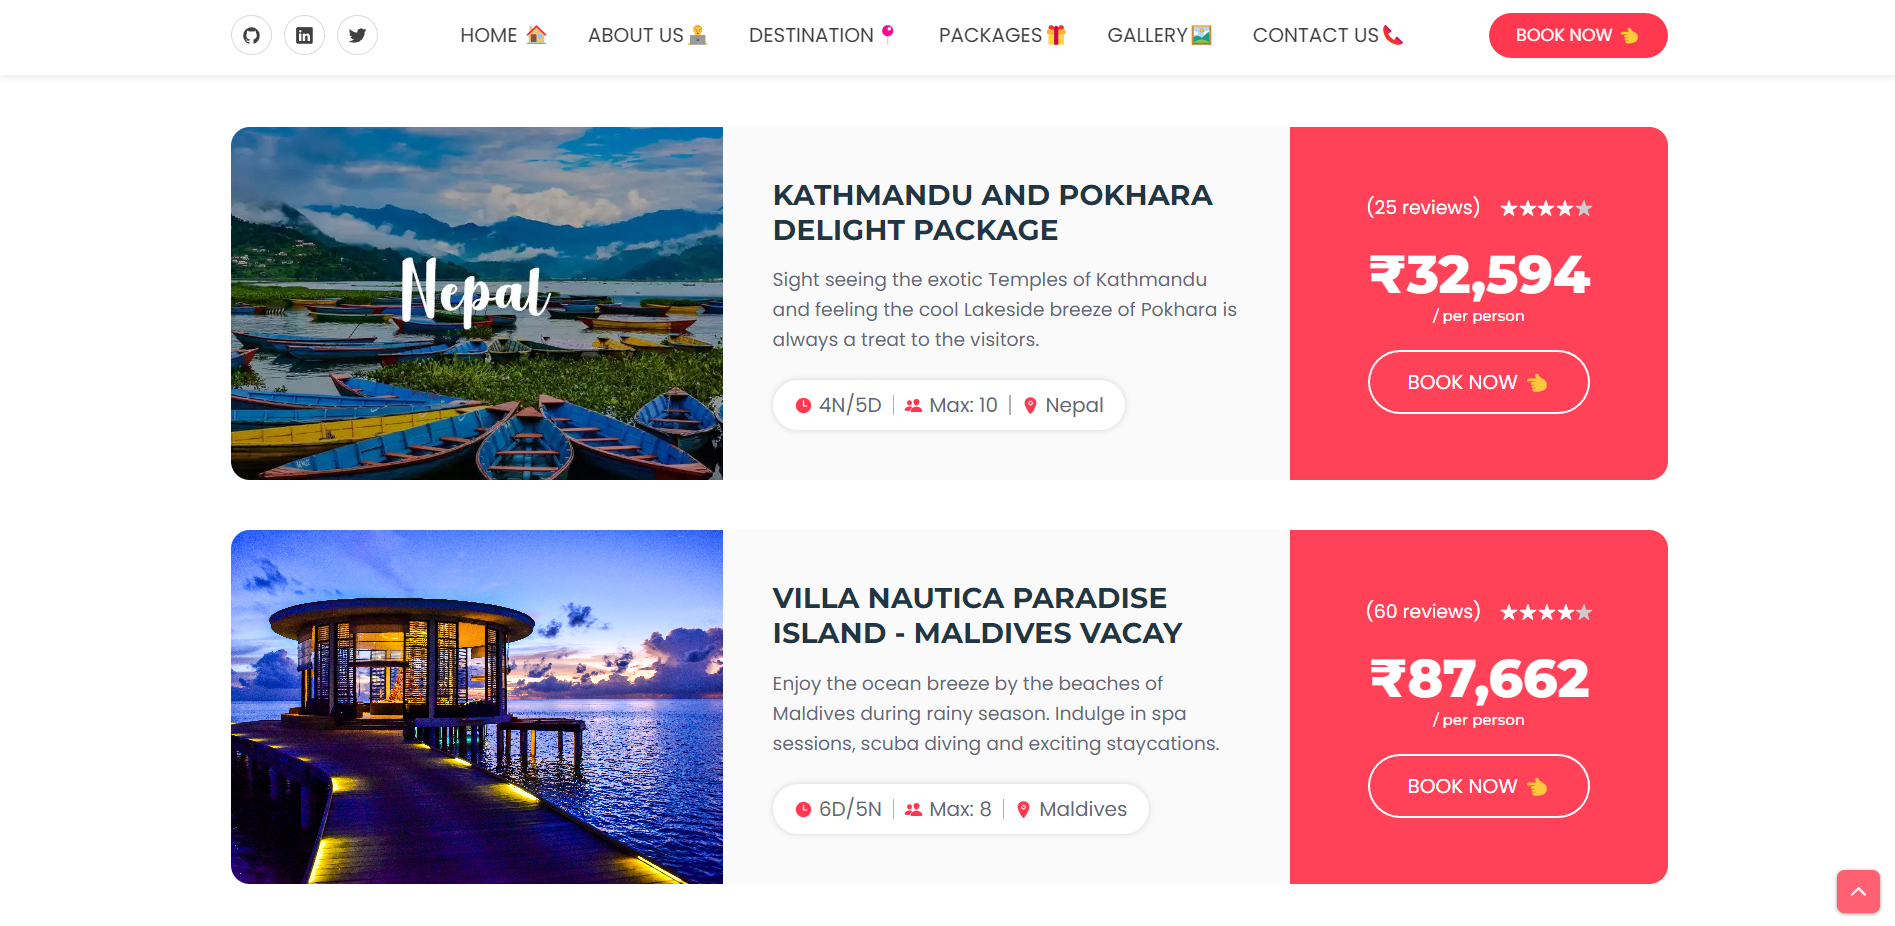 HOME 🏠 ABOUT US 👨‍💻 DESTINATION 📍 PACKAGES 🎁 GALLERY 🖼️ CONTACT US 📞 BOOK NOW 👈
Nepal
KATHMANDU AND POKHARA
DELIGHT PACKAGE
Sight seeing the exotic Temples of Kathmandu
and feeling the cool Lakeside breeze of Pokhara is
always a treat to the visitors.
4N/5D | Max: 10 | Nepal
(25 reviews) ★★★★★
₹32,594
/ per person
BOOK NOW 👈
VILLA NAUTICA PARADISE
ISLAND - MALDIVES VACAY
Enjoy the ocean breeze by the beaches of
Maldives during rainy season. Indulge in spa
sessions, scuba diving and exciting staycations.
6D/5N | Max: 8 | Maldives
(60 reviews) ★★★★★
₹87,662
/ per person
BOOK NOW 👈